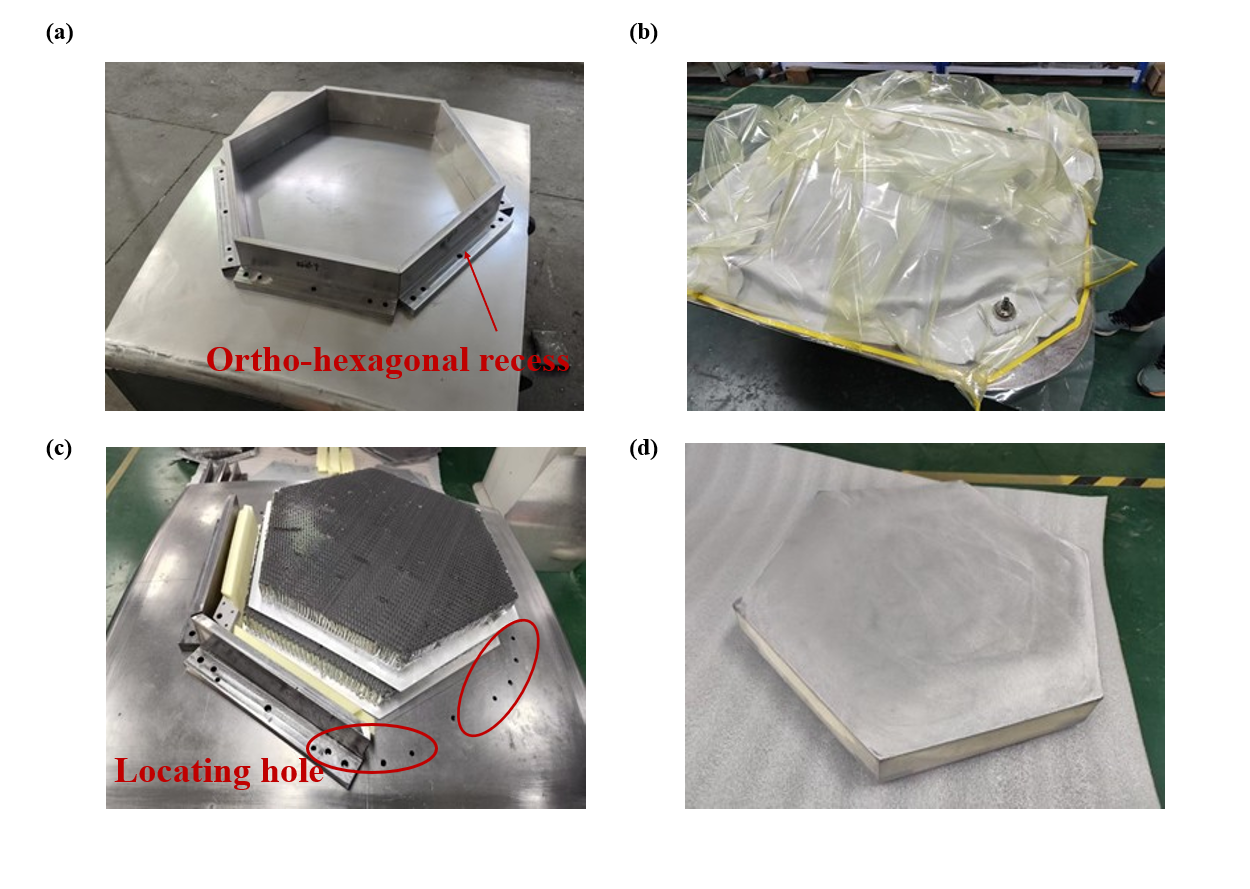 (a)
(b)
Ortho-hexagonal recess
(c)
(d)
Locating hole